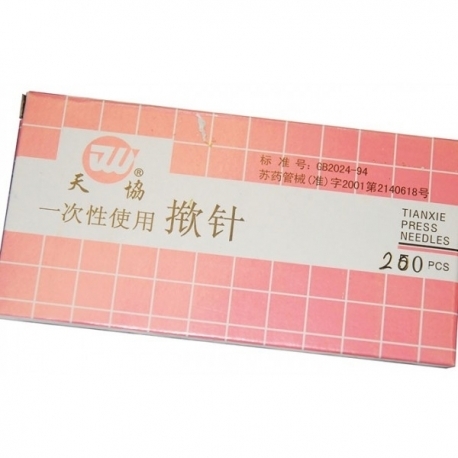 天協®
一次性使用 揿针
标准号:GB2024-94
苏药管械(准)字2001第2140618号
TIANXIE
PRESS
NEEDLES
200 PCS